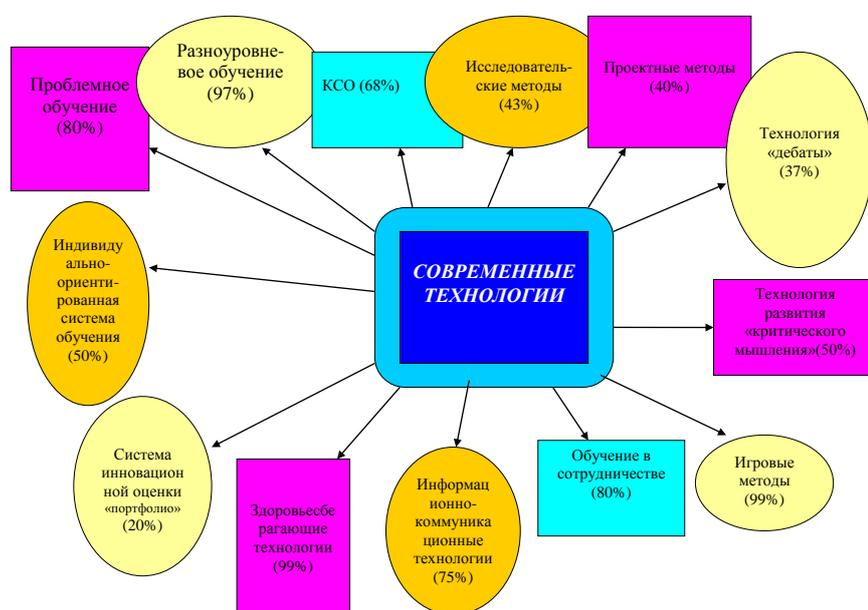 Проблемное
обучение
(80%)
Разноуровне-
вое обучение
(97%)
КСО (68%)
Исследователь-
ские методы
(43%)
Проектные методы
(40%)
Технология
«дебаты»
(37%)
Индивиду
ально-
ориенти-
рованная
система
обучения
(50%)
СОВРЕМЕННЫЕ
ТЕХНОЛОГИИ
Технология
развития
«критического
мышления»(50%)
Система
инновацион
ной оценки
«портфолио»
(20%)
Здоровьесбе
рагающие
технологии
(99%)
Информац
ионно-
коммуника
ционные
технологии
(75%)
Обучение в
сотрудничестве
(80%)
Игровые
методы
(99%)